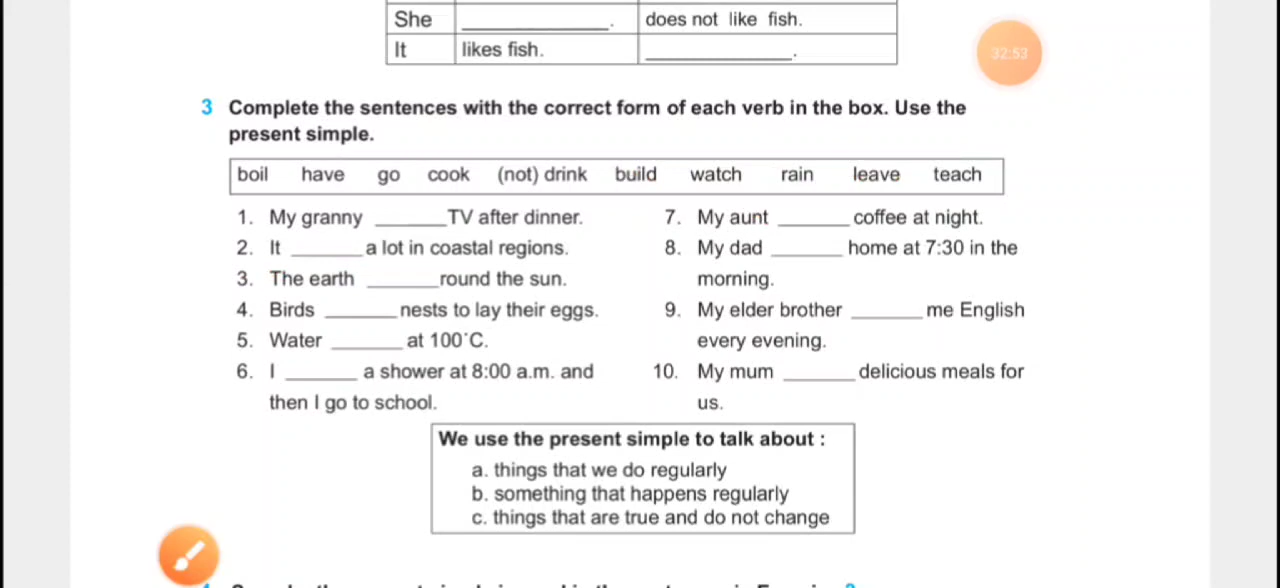 She ____________. does not like fish.
It likes fish. ____________.
32:53
3 Complete the sentences with the correct form of each verb in the box. Use the
present simple.
boil have go cook (not) drink build watch rain leave teach
1. My granny _______TV after dinner.
2. It _______ a lot in coastal regions.
3. The earth _______round the sun.
4. Birds _______ nests to lay their eggs.
5. Water _______ at 100°C.
6. I _______ a shower at 8:00 a.m. and
then I go to school.
7. My aunt _______ coffee at night.
8. My dad _______ home at 7:30 in the
morning.
9. My elder brother _______ me English
every evening.
10. My mum _______ delicious meals for
us.
We use the present simple to talk about :
a. things that we do regularly
b. something that happens regularly
c. things that are true and do not change